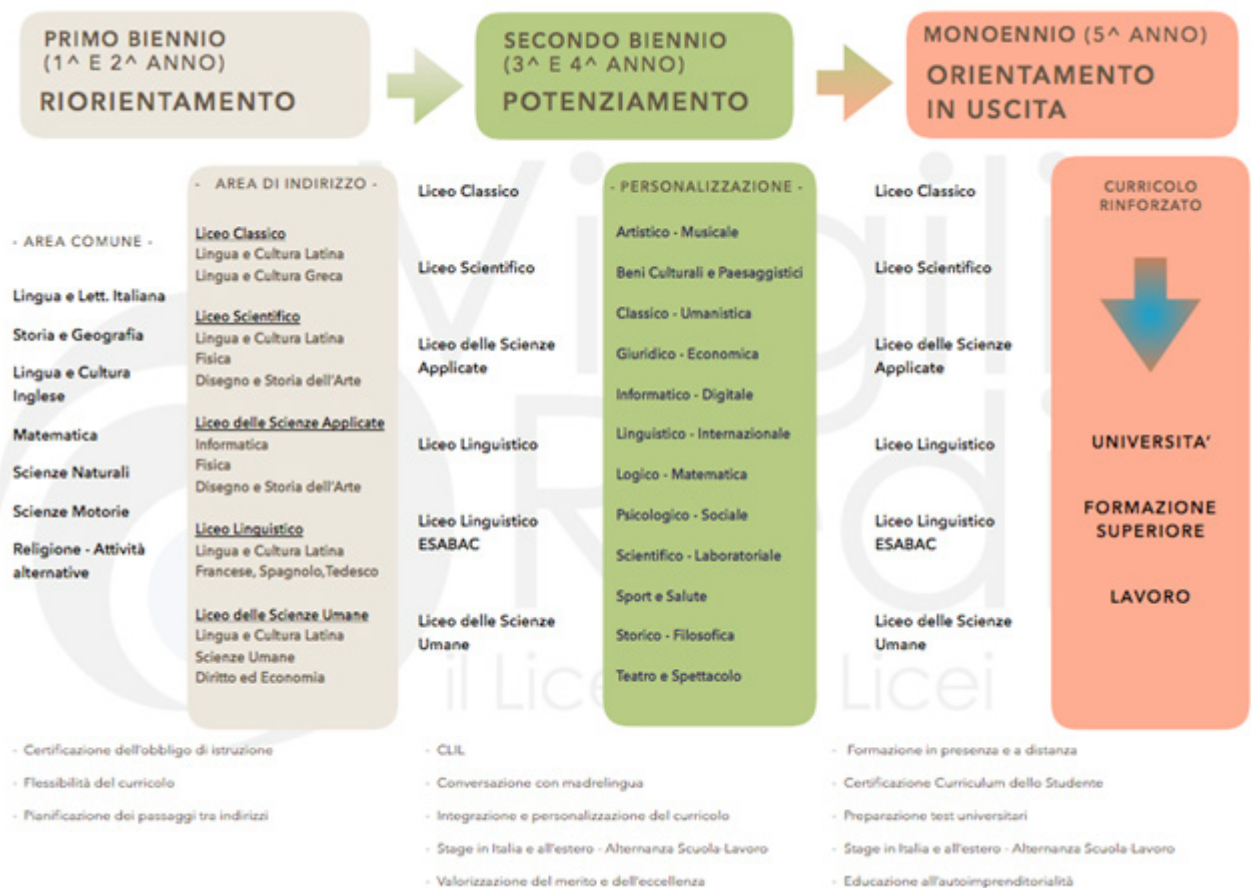 PRIMO BIENNIO
(1^ E 2^ ANNO)
RIORIENTAMENTO
SECONDO BIENNIO
(3^ E 4^ ANNO)
POTENZIAMENTO
MONOENNIO (5^ ANNO)
ORIENTAMENTO
IN USCITA
- AREA COMUNE -
Lingua e Lett. Italiana
Storia e Geografia
Lingua e Cultura
Inglese
Matematica
Scienze Naturali
Scienze Motorie
Religione - Attività
alternative
- AREA DI INDIRIZZO -
Liceo Classico
Lingua e Cultura Latina
Lingua e Cultura Greca
Liceo Scientifico
Lingua e Cultura Latina
Fisica
Disegno e Storia dell'Arte
Liceo delle Scienze Applicate
Informatica
Fisica
Disegno e Storia dell'Arte
Liceo Linguistico
Lingua e Cultura Latina
Francese, Spagnolo,Tedesco
Liceo delle Scienze Umane
Lingua e Cultura Latina
Scienze Umane
Diritto ed Economia
Liceo Classico
Liceo Scientifico
Liceo delle Scienze
Applicate
Liceo Linguistico
Liceo Linguistico
ESABAC
Liceo delle Scienze
Umane
- PERSONALIZZAZIONE -
Artistico - Musicale
Beni Culturali e Paesaggistici
Classico - Umanistica
Giuridico - Economica
Informatico - Digitale
Linguistico - Internazionale
Logico - Matematica
Psicologico - Sociale
Scientifico - Laboratoriale
Sport e Salute
Storico - Filosofica
Teatro e Spettacolo
Liceo Classico
Liceo Scientifico
Liceo delle Scienze
Applicate
Liceo Linguistico
Liceo Linguistico
ESABAC
Liceo delle Scienze
Umane
CURRICOLO
RINFORZATO
UNIVERSITA'
FORMAZIONE
SUPERIORE
LAVORO
- Certificazione dell'obbligo di istruzione
- Flessibilità del curricolo
- Pianificazione dei passaggi tra indirizzi
- CLIL
- Conversazione con madrelingua
- Integrazione e personalizzazione del curricolo
- Stage in Italia e all'estero - Alternanza Scuola-Lavoro
- Valorizzazione del merito e dell'eccellenza
- Formazione in presenza e a distanza
- Certificazione Curriculum dello Studente
- Preparazione test universitari
- Stage in Italia e all'estero - Alternanza Scuola-Lavoro
- Educazione all'autoimprenditorialità
il Lice Licei